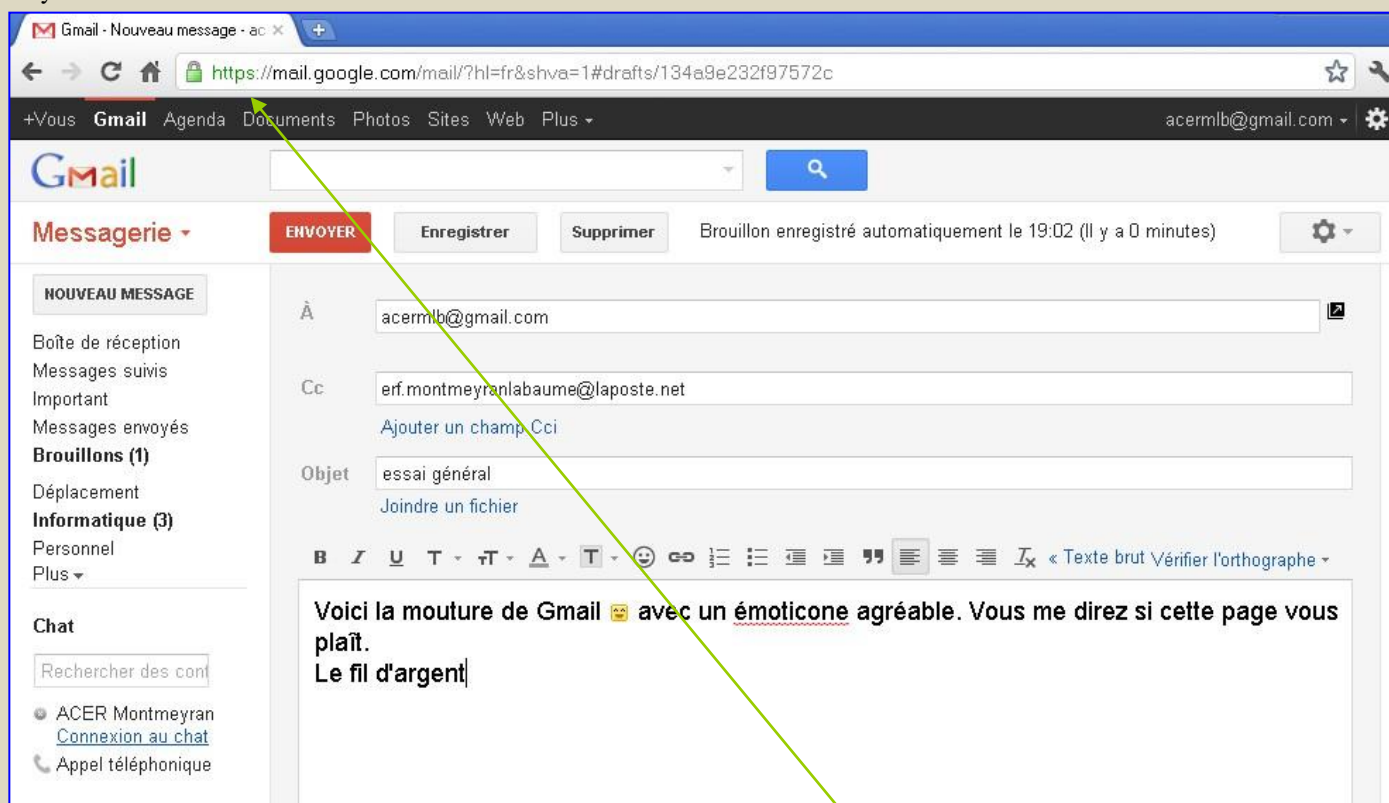 Gmail - Nouveau message - ac
https://mail.google.com/mail/?hl=fr&shva=1#drafts/134a9e232f97572c
+Vous Gmail Agenda Documents Photos Sites Web Plus
acermlb@gmail.com
Gmail
Messagerie
ENVOYER Enregistrer Supprimer Brouillon enregistré automatiquement le 19:02 (Il y a 0 minutes)
NOUVEAU MESSAGE
Boîte de réception
Messages suivis
Important
Messages envoyés
Brouillons (1)
Déplacement
Informatique (3)
Personnel
Plus
Chat
Rechercher des cont
ACER Montmeyran
Connexion au chat
Appel téléphonique
À acermlb@gmail.com
Cc erf.montmeyranlabaume@laposte.net
Ajouter un champ Cci
Objet essai général
Joindre un fichier
B I U T T A T « Texte brut Vérifier l'orthographe
Voici la mouture de Gmail avec un émoticone agréable. Vous me direz si cette page vous
plaît.
Le fil d'argent